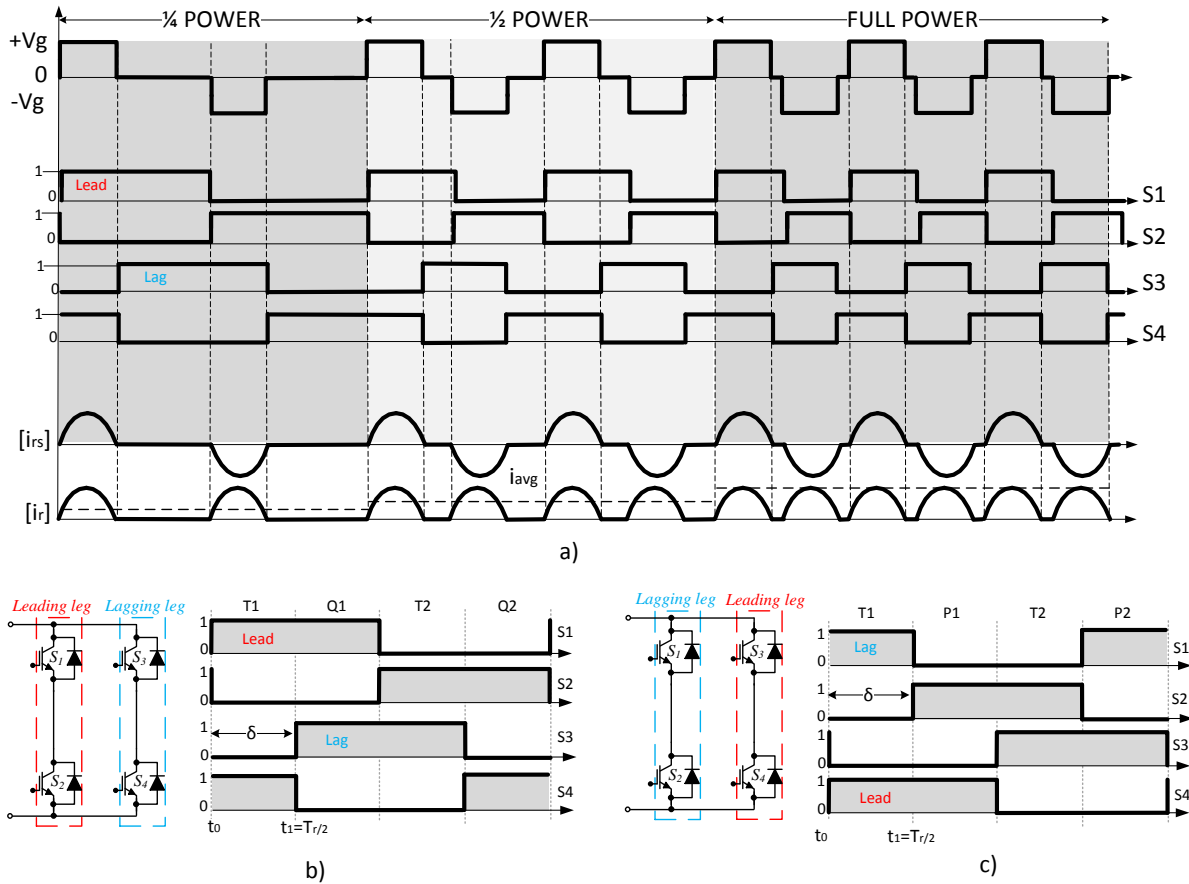 ¼ POWER ½ POWER FULL POWER
+Vg
0
-Vg
1 Lead
0 S1
1
0 S2
1 Lag
0 S3
1
0 S4
[irs]
iavg
[ir]
a)
Leading leg Lagging leg
S1 S3
S2 S4
T1 Q1 T2 Q2
1 Lead S1
0
1 S2
0
1 δ Lag S3
0
1 S4
0
t0 t1=Tr/2
b)
Lagging leg Leading leg
S1 S3
S2 S4
T1 P1 T2 P2
1 Lag S1
0
1 δ S2
0
1 S3
0
1 Lead S4
0
t0 t1=Tr/2
c)